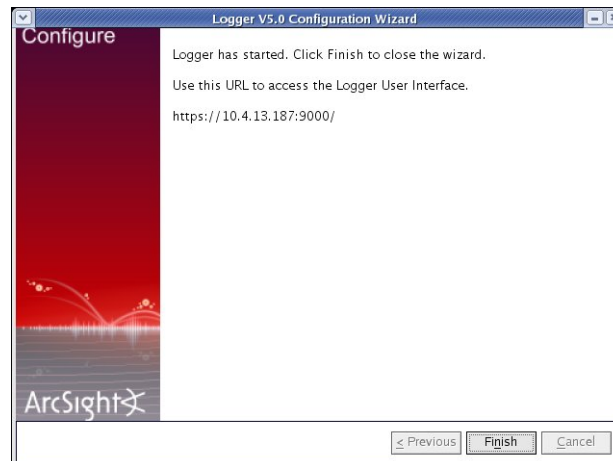 Logger V5.0 Configuration Wizard
Configure
Logger has started. Click Finish to close the wizard.
Use this URL to access the Logger User Interface.
https://10.4.13.187:9000/
ArcSight
< Previous
Finish
Cancel